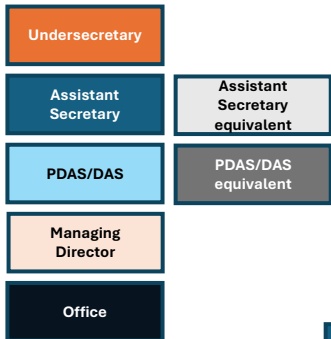 Undersecretary
Assistant
Secretary
Assistant
Secretary
equivalent
PDAS/DAS
PDAS/DAS
equivalent
Managing
Director
Office